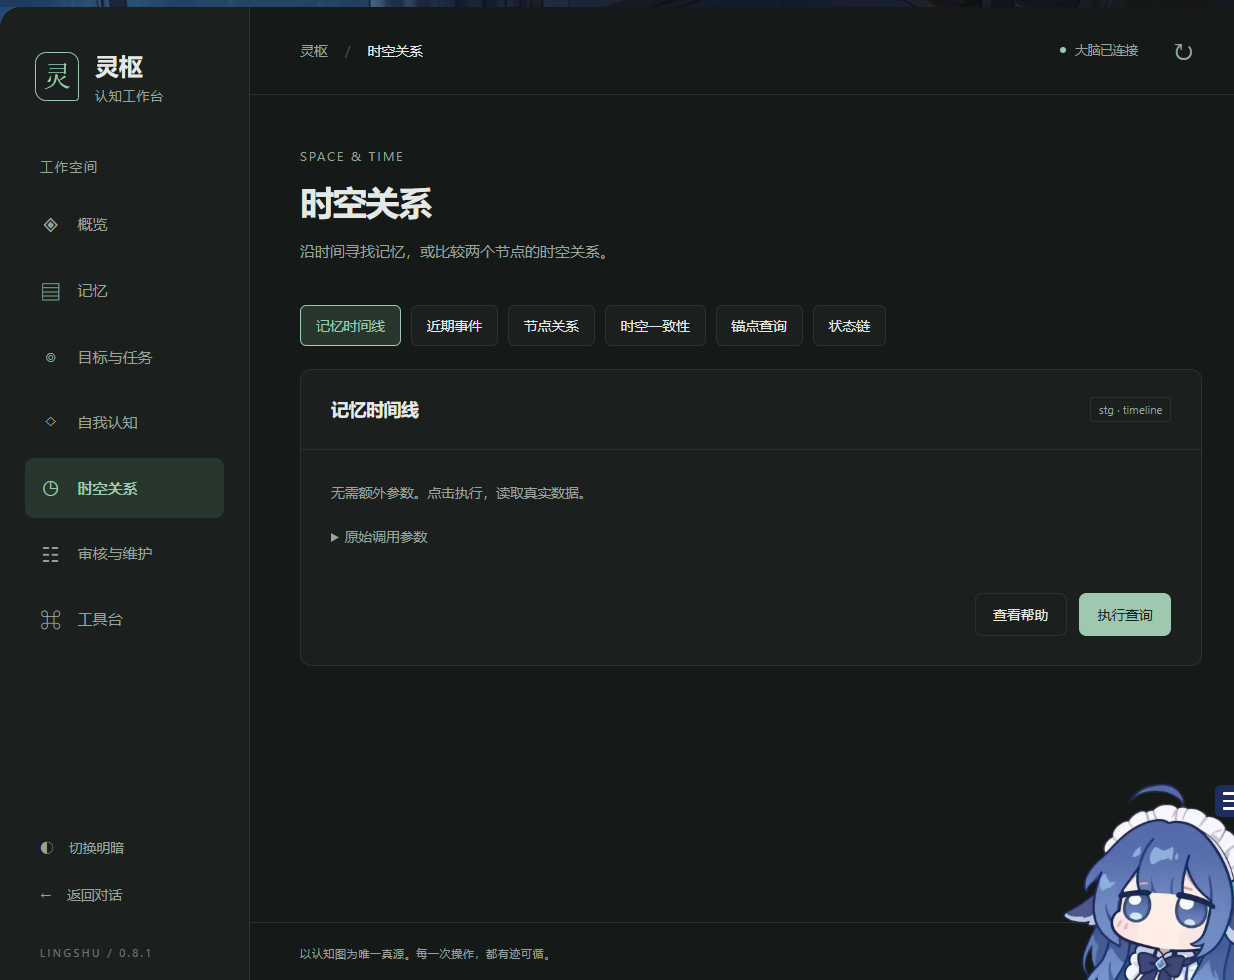 灵
灵枢
认知工作台
工作空间
概览
记忆
目标与任务
自我认知
时空关系
审核与维护
工具台
切换明暗
← 返回对话
LINGSHU / 0.8.1
灵枢 / 时空关系
大脑已连接
SPACE & TIME
时空关系
沿时间寻找记忆，或比较两个节点的时空关系。
记忆时间线 近期事件 节点关系 时空一致性 锚点查询 状态链
记忆时间线
stg · timeline
无需额外参数。点击执行，读取真实数据。
原始调用参数
查看帮助 执行查询
以认知图为唯一真源。每一次操作，都有迹可循。